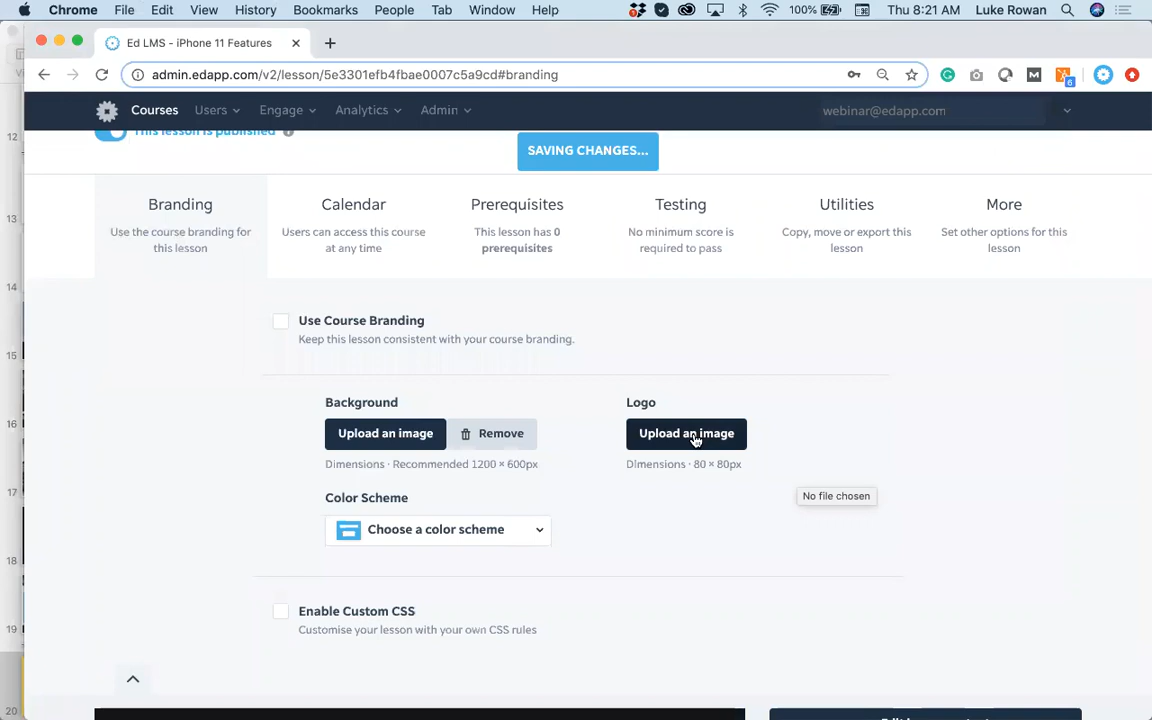 Chrome File Edit View History Bookmarks People Tab Window Help 100% Thu 8:21 AM Luke Rowan
Ed LMS - iPhone 11 Features
admin.edapp.com/v2/lesson/5e3301efb4fbae0007c5a9cd#branding
6
Courses Users Engage Analytics Admin webinar@edapp.com
This lesson is published
SAVING CHANGES...
Branding
Use the course branding for
this lesson
Calendar
Users can access this course
at any time
Prerequisites
This lesson has 0
prerequisites
Testing
No minimum score is
required to pass
Utilities
Copy, move or export this
lesson
More
Set other options for this
lesson
Use Course Branding
Keep this lesson consistent with your course branding.
Background
Upload an image Remove
Dimensions · Recommended 1200 × 600px
Logo
Upload an image
Dimensions · 80 × 80px
No file chosen
Color Scheme
Choose a color scheme
Enable Custom CSS
Customise your lesson with your own CSS rules
12
13
14
15
16
17
18
19
20